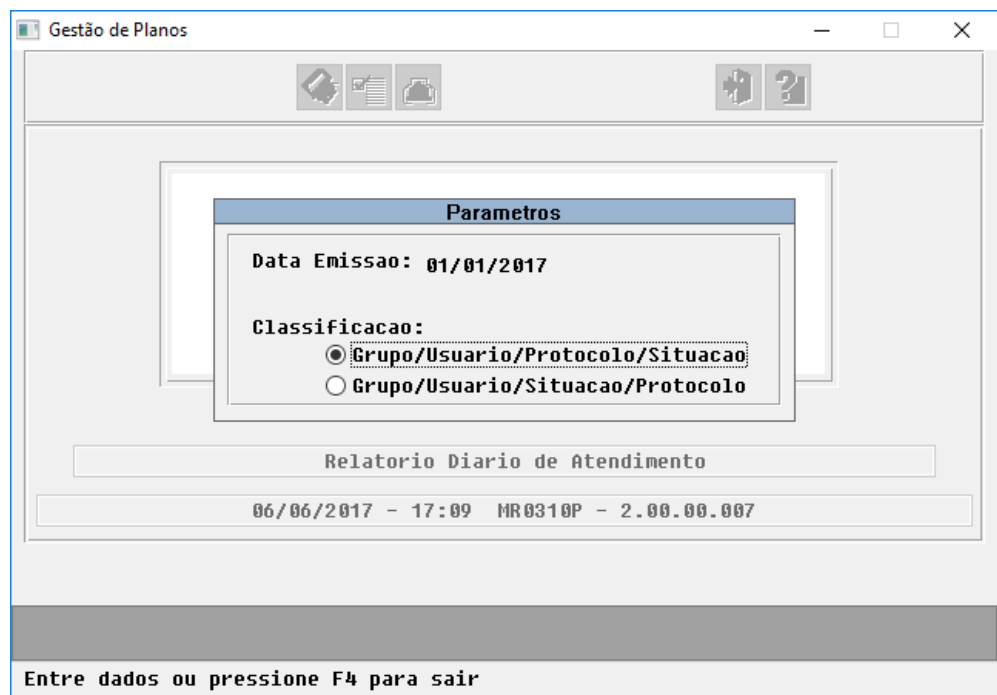 Gestão de Planos
Parametros
Data Emissao: 01/01/2017
Classificacao:
Grupo/Usuario/Protocolo/Situacao
Grupo/Usuario/Situacao/Protocolo
Relatorio Diario de Atendimento
06/06/2017 - 17:09 MR0310P - 2.00.00.007
Entre dados ou pressione F4 para sair